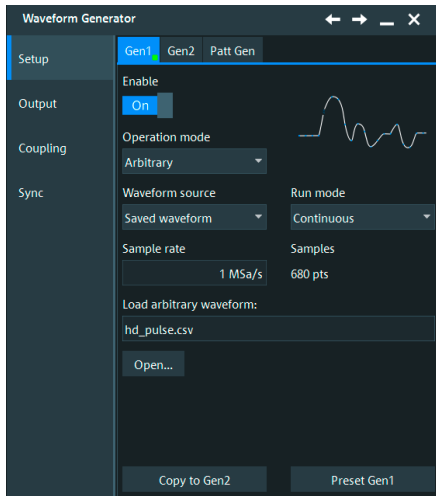 Waveform Generator
Setup
Output
Coupling
Sync
Gen1 Gen2 Patt Gen
Enable
On
Operation mode
Arbitrary
Waveform source Run mode
Saved waveform Continuous
Sample rate Samples
1 MSa/s 680 pts
Load arbitrary waveform:
hd_pulse.csv
Open...
Copy to Gen2 Preset Gen1